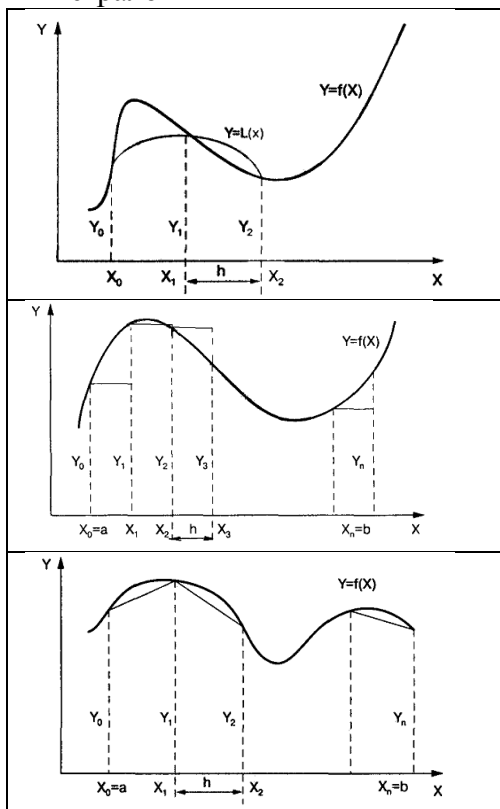 Y
Y=f(X)
Y=L(x)
Y₀ Y₁ Y₂
X₀ X₁ h X₂ X
Y
Y=f(X)
Y₀ Y₁ Y₂ Y₃ Yₙ
X₀=a X₁ X₂ h X₃ Xₙ=b X
Y
Y=f(X)
Y₀ Y₁ Y₂ Yₙ
X₀=a X₁ h X₂ Xₙ=b X